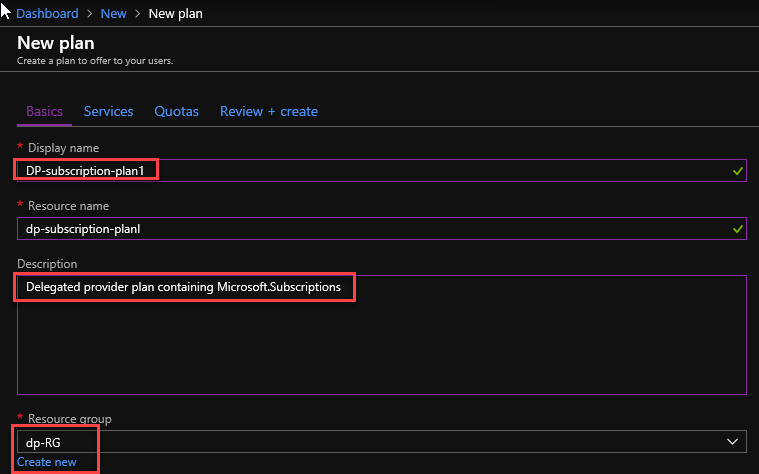 Dashboard > New > New plan
New plan
Create a plan to offer to your users.
Basics Services Quotas Review + create
* Display name
DP-subscription-plan1
* Resource name
dp-subscription-planl
Description
Delegated provider plan containing Microsoft.Subscriptions
* Resource group
dp-RG
Create new